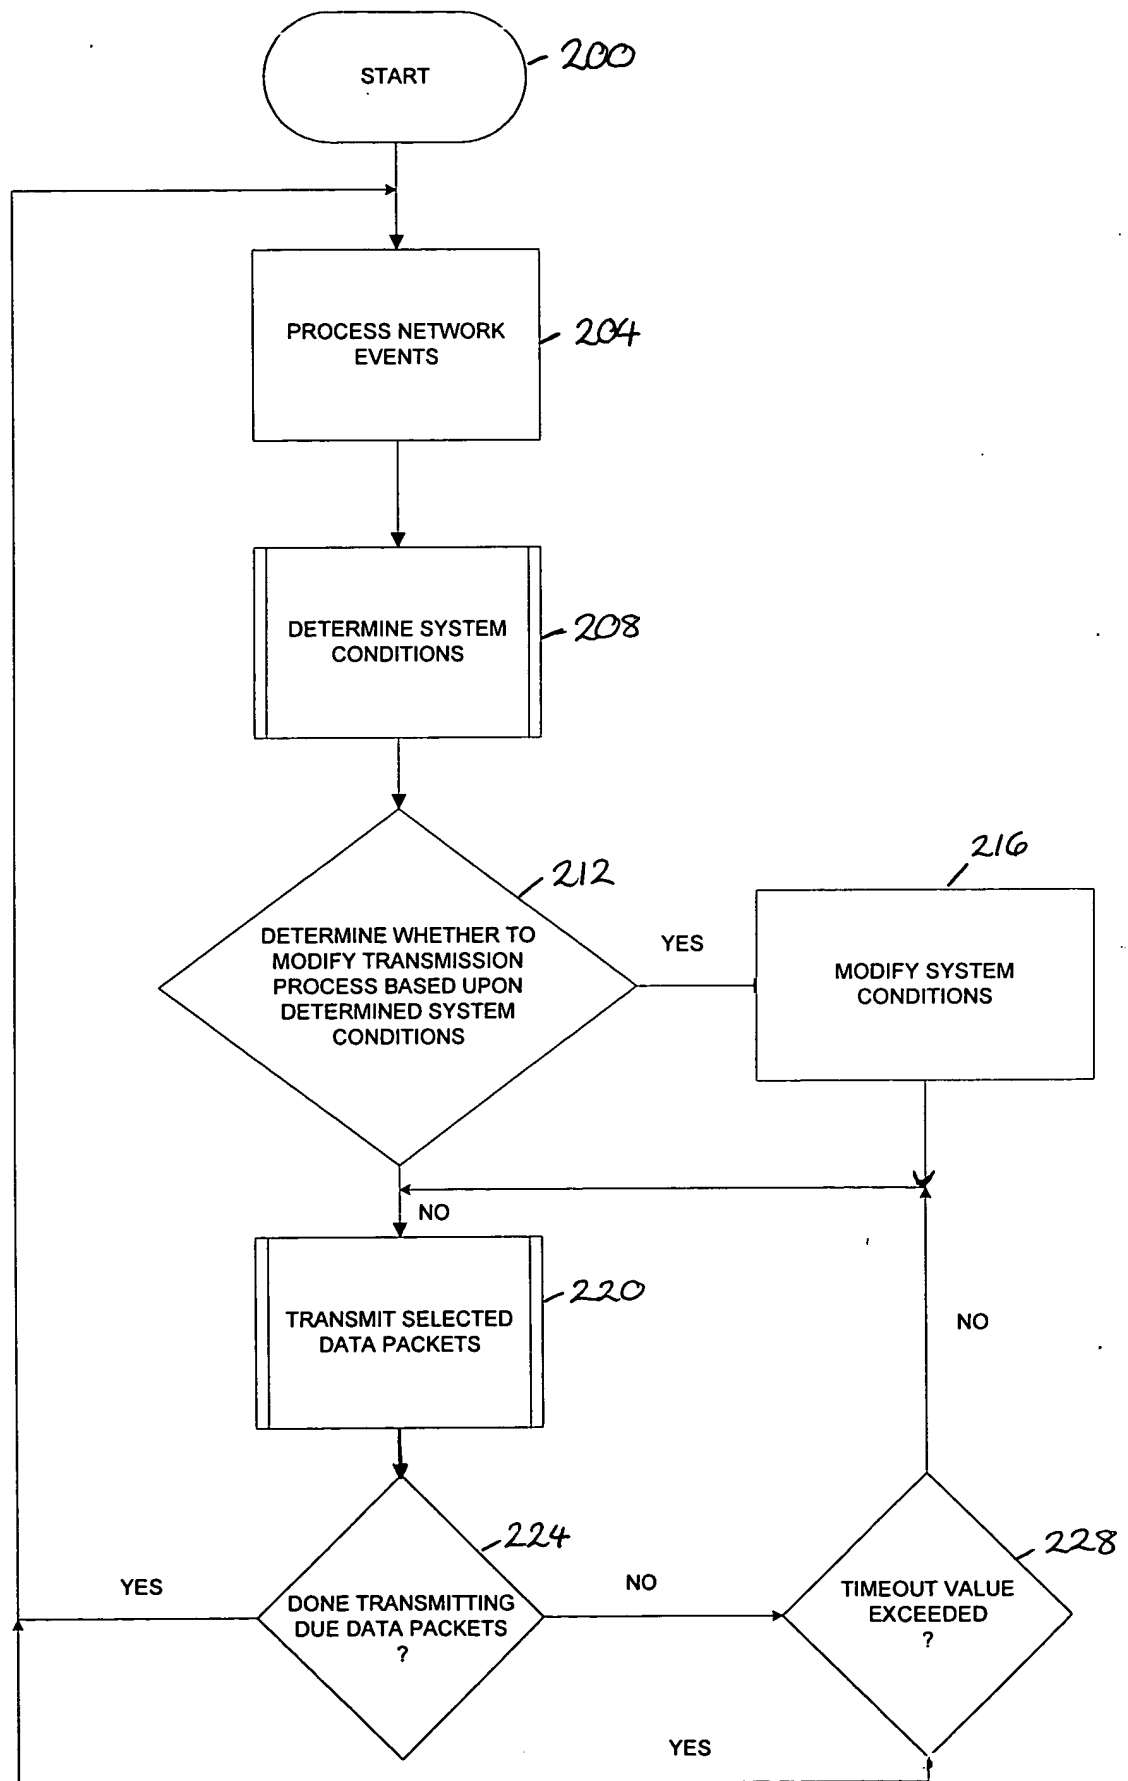 START
200
PROCESS NETWORK
EVENTS
204
DETERMINE SYSTEM
CONDITIONS
208
212
DETERMINE WHETHER TO
MODIFY TRANSMISSION
PROCESS BASED UPON
DETERMINED SYSTEM
CONDITIONS
YES
216
MODIFY SYSTEM
CONDITIONS
NO
TRANSMIT SELECTED
DATA PACKETS
220
NO
224
DONE TRANSMITTING
DUE DATA PACKETS
?
YES
NO
228
TIMEOUT VALUE
EXCEEDED
?
YES